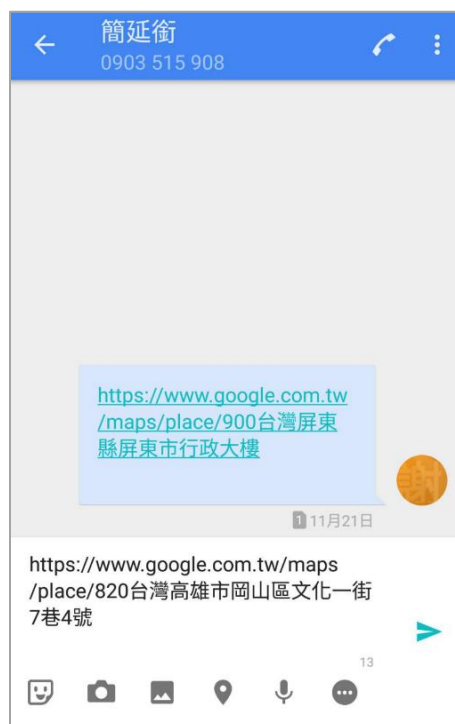 簡延銜
0903 515 908
https://www.google.com.tw
/maps/place/900台灣屏東
縣屏東市行政大樓
謝
1 11月21日
https://www.google.com.tw/maps
/place/820台灣高雄市岡山區文化一街
7巷4號
13